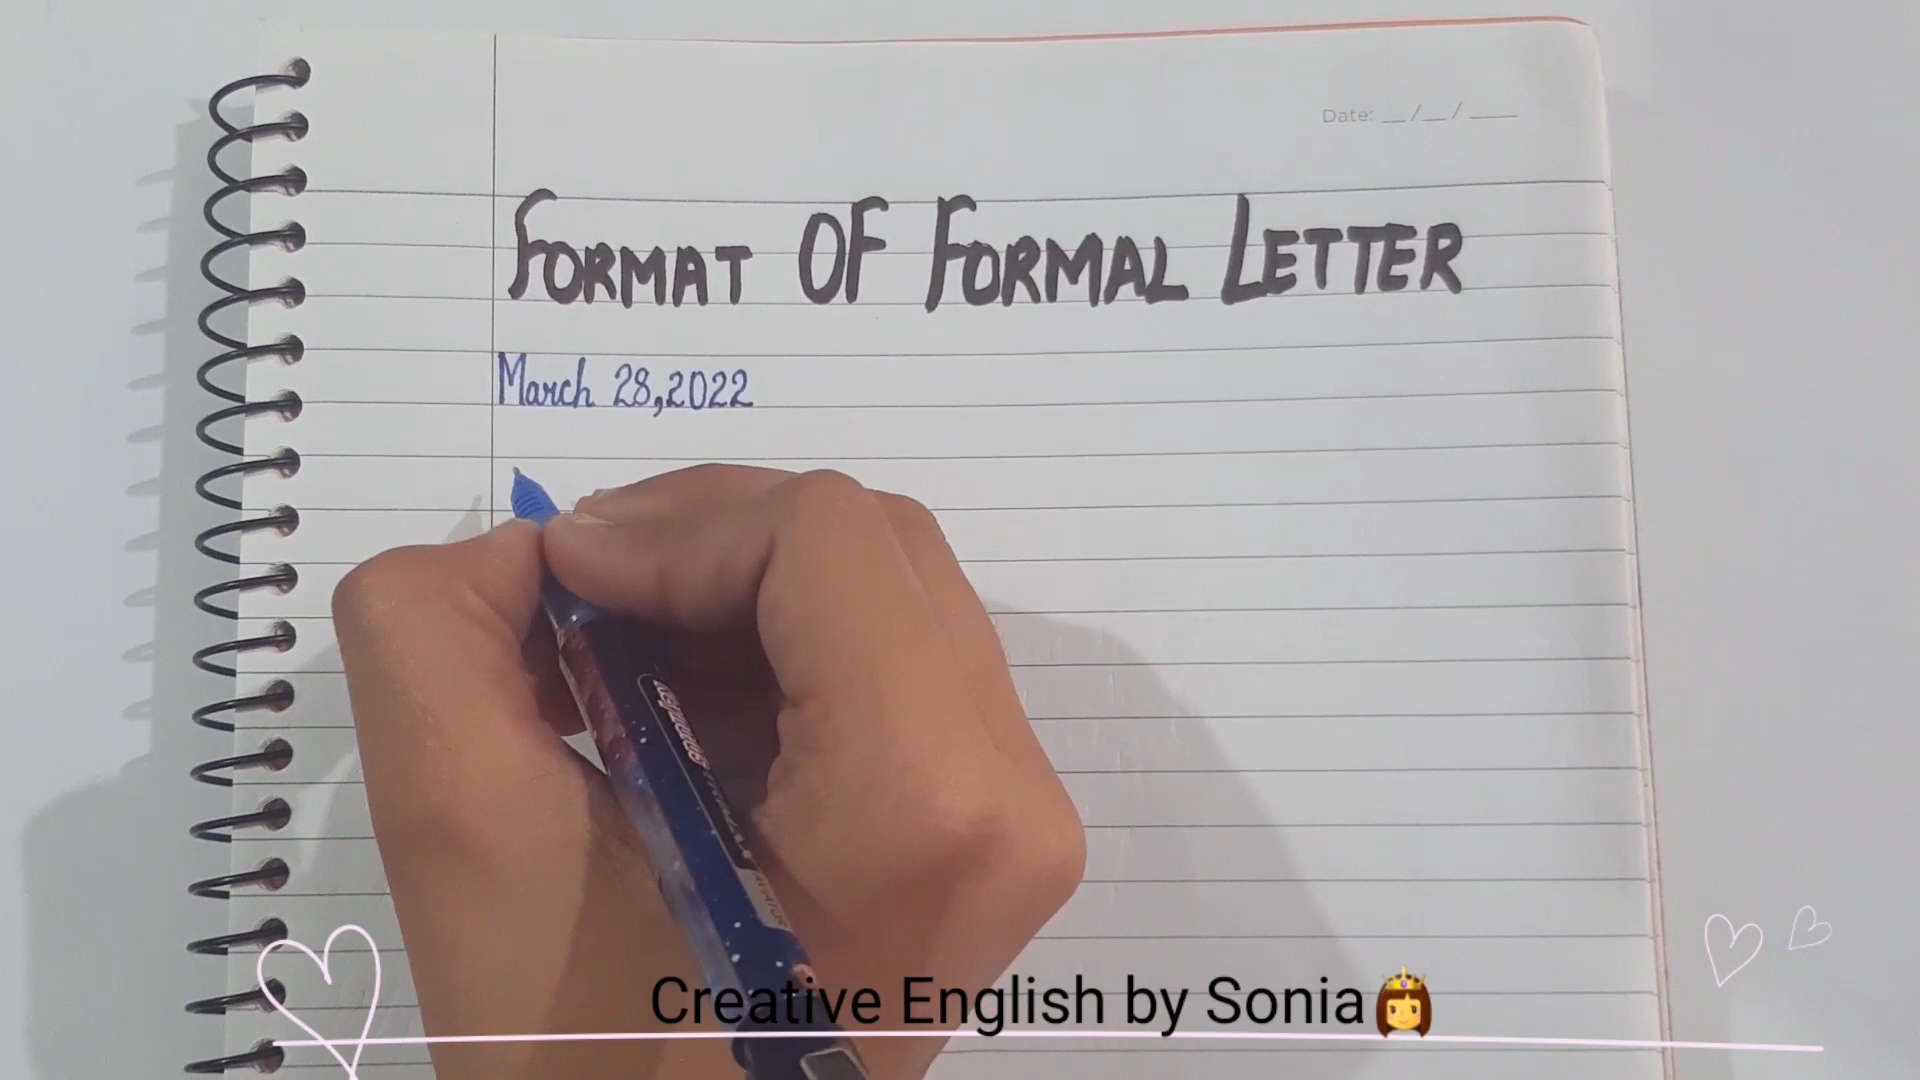 Date: __/__/____
FORMAT OF FORMAL LETTER
March 28,2022
Creative English by Sonia